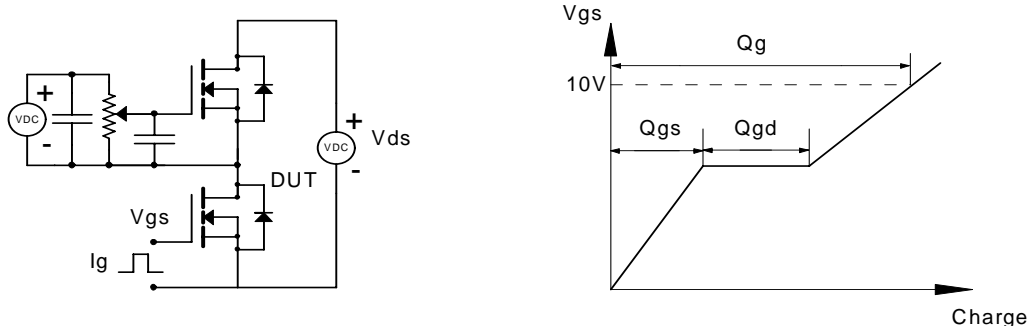 +
VDC
-
Vgs
Ig
DUT
+
VDC
-
Vds
Vgs
Qg
10V
Qgs
Qgd
Charge